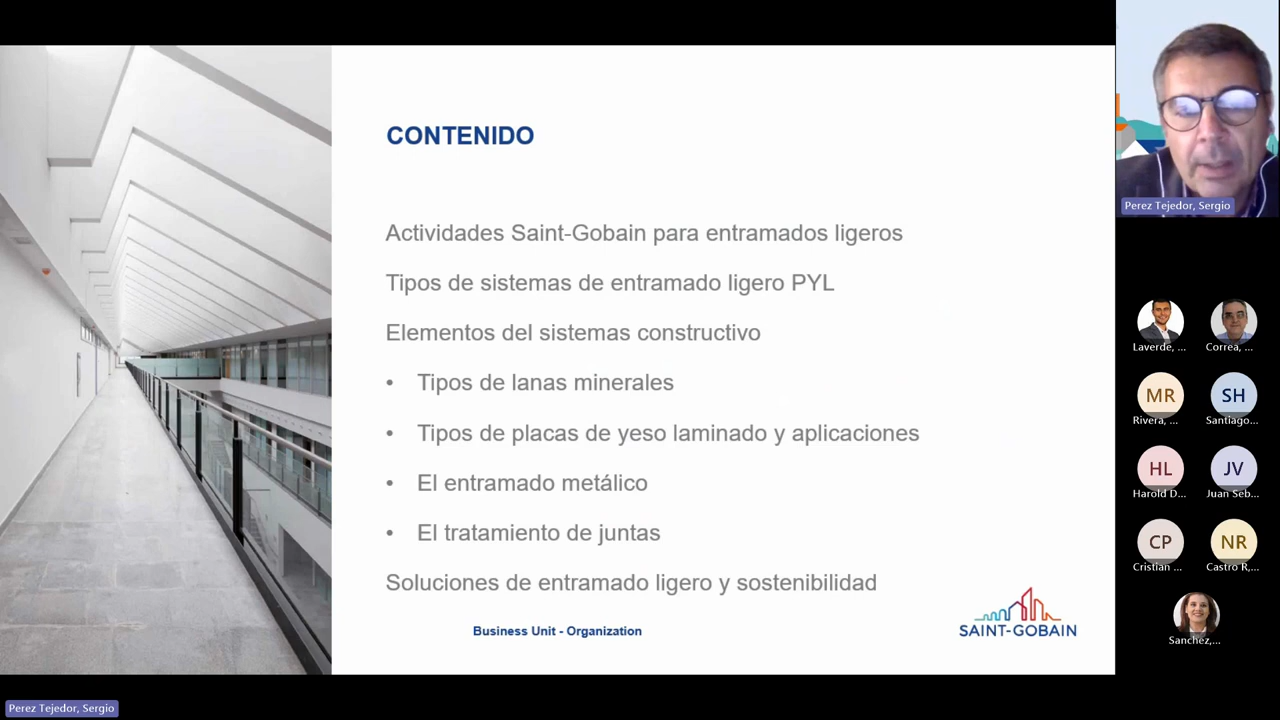 CONTENIDO
Actividades Saint-Gobain para entramados ligeros
Tipos de sistemas de entramado ligero PYL
Elementos del sistemas constructivo
• Tipos de lanas minerales
• Tipos de placas de yeso laminado y aplicaciones
• El entramado metálico
• El tratamiento de juntas
Soluciones de entramado ligero y sostenibilidad
Business Unit - Organization
SAINT-GOBAIN
Perez Tejedor, Sergio
Laverde, ...
Correa, ...
MR
Rivera, ...
SH
Santiago...
HL
Harold D...
JV
Juan Seb...
CP
Cristian ...
NR
Castro R,...
Sanchez,...
Perez Tejedor, Sergio